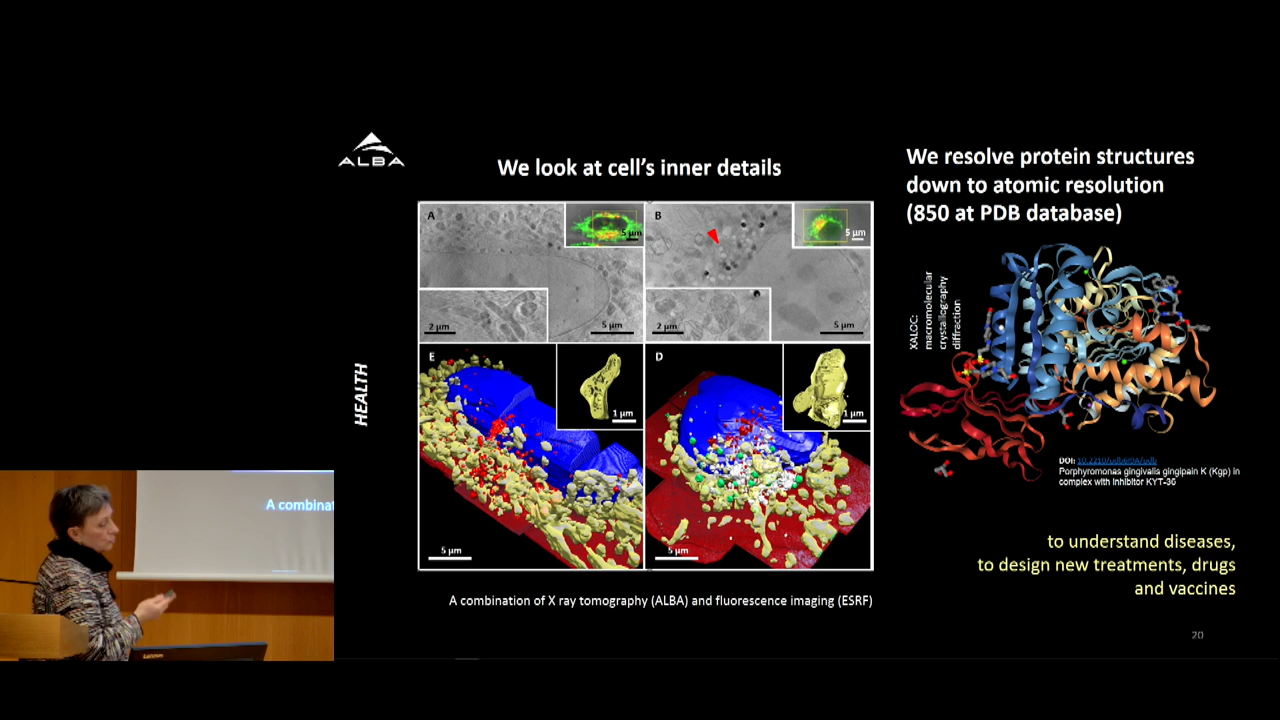 ALBA
We look at cell's inner details
A
5 µm
2 µm
5 µm
B
5 µm
2 µm
5 µm
E
1 µm
5 µm
D
1 µm
5 µm
A combination of X ray tomography (ALBA) and fluorescence imaging (ESRF)
HEALTH
We resolve protein structures
down to atomic resolution
(850 at PDB database)
XALOC:
macromolecular
crystallography
diffraction
DOI:
Porphyromonas gingivalis gingipain K (Kgp) in
complex with inhibitor KYT-36
to understand diseases,
to design new treatments, drugs
and vaccines
20
A combinat
Lenovo